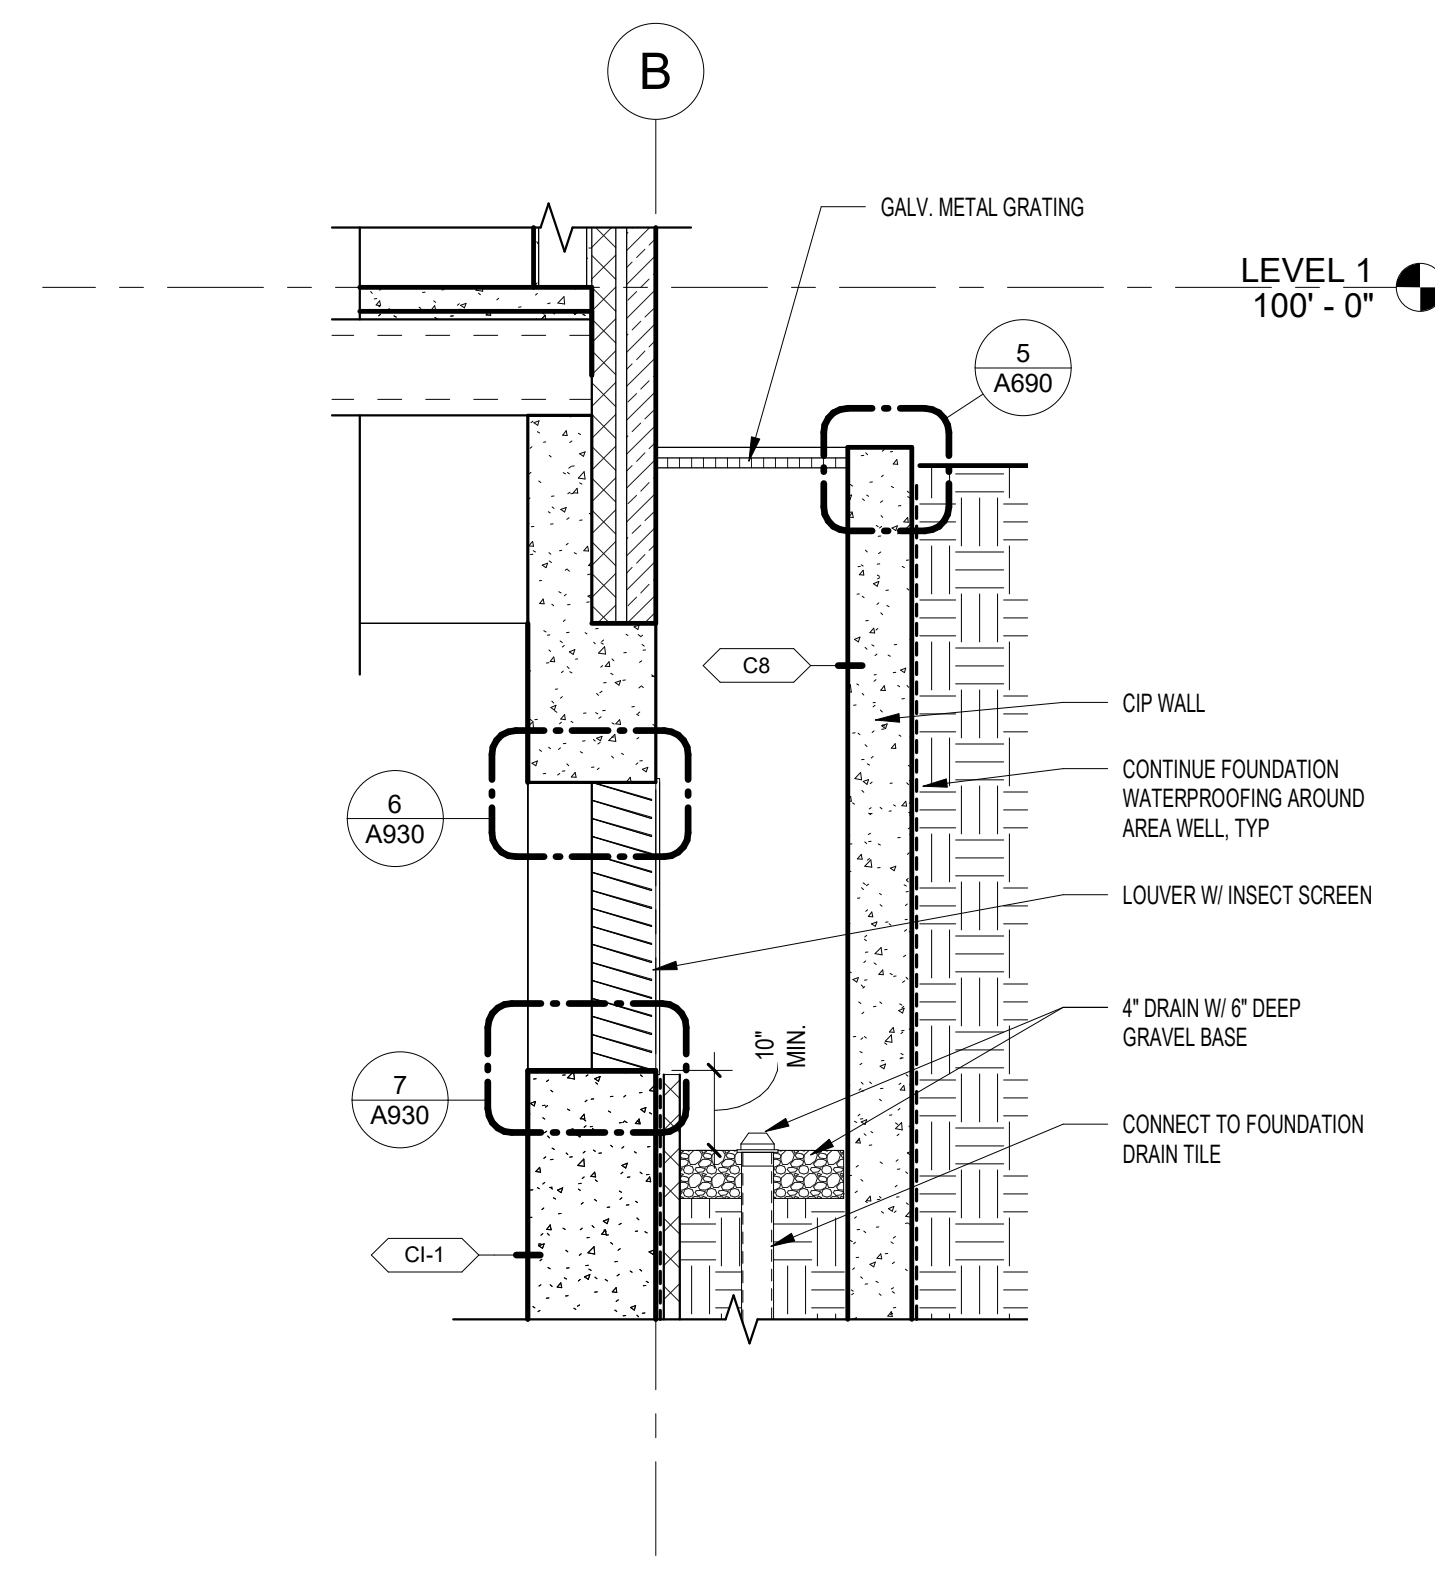 B
GALV. METAL GRATING
LEVEL 1
100' - 0"
5
A690
C8
CIP WALL
6
A930
CONTINUE FOUNDATION
WATERPROOFING AROUND
AREA WELL, TYP
LOUVER W/ INSECT SCREEN
10"
MIN.
4" DRAIN W/ 6" DEEP
GRAVEL BASE
7
A930
CONNECT TO FOUNDATION
DRAIN TILE
CI-1